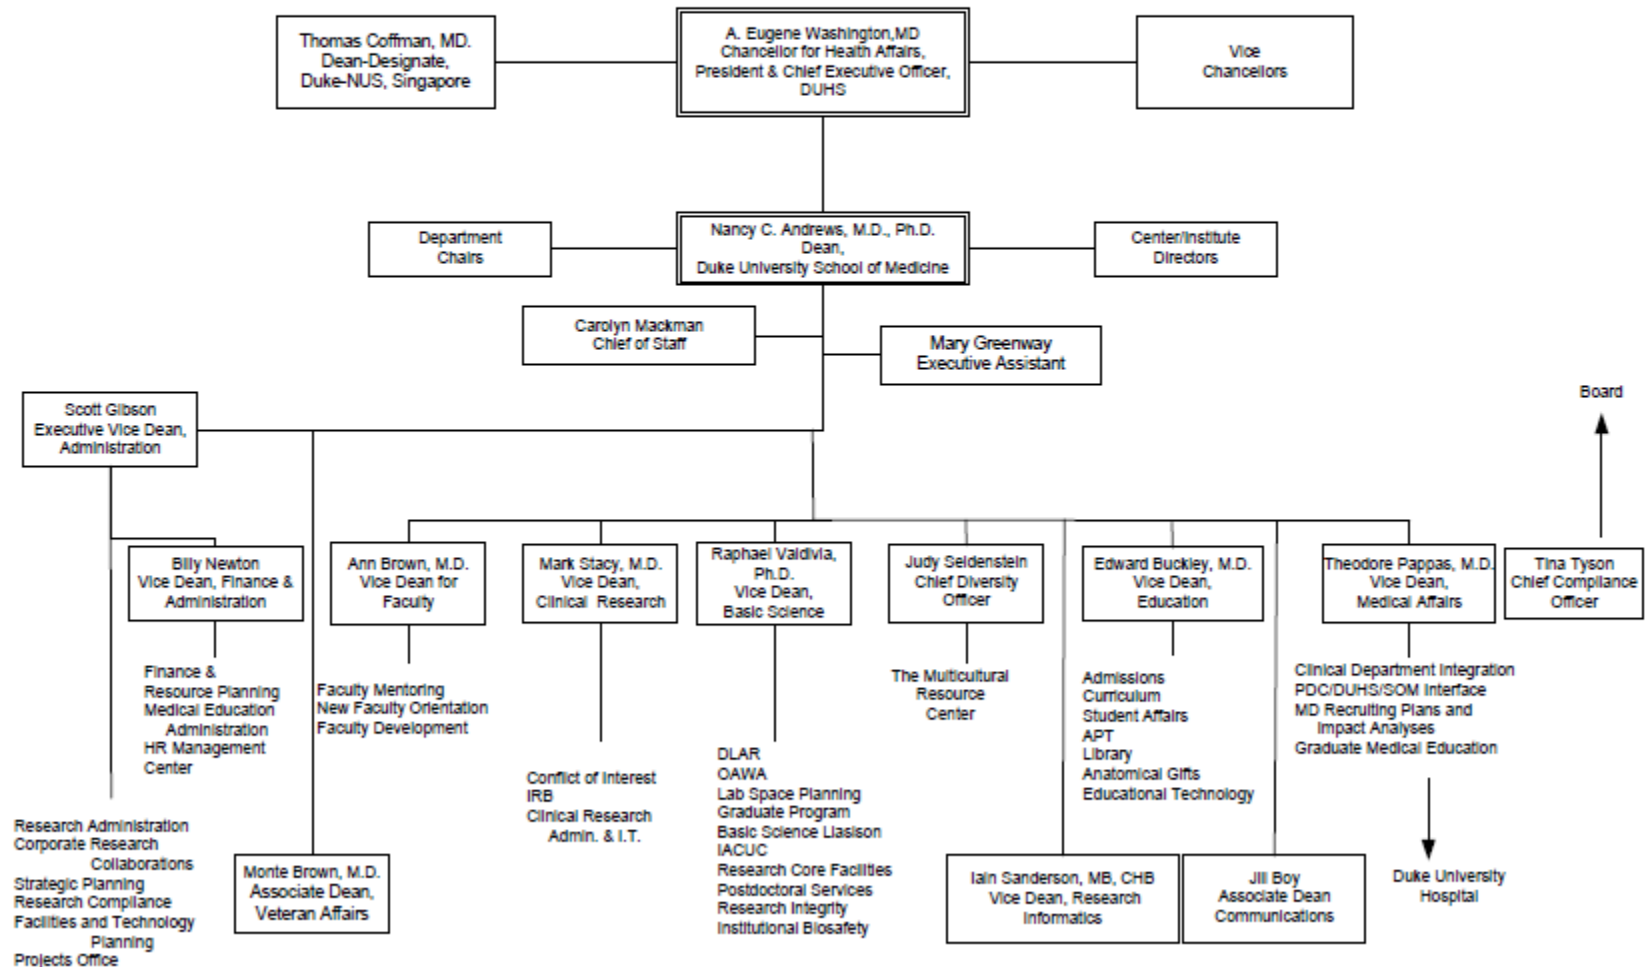 Thomas Coffman, MD.
Dean-Designate,
Duke-NUS, Singapore
A. Eugene Washington,MD
Chancellor for Health Affairs,
President & Chief Executive Officer,
DUHS
Vice
Chancellors
Department
Chairs
Nancy C. Andrews, M.D., Ph.D.
Dean,
Duke University School of Medicine
Center/Institute
Directors
Carolyn Mackman
Chief of Staff
Mary Greenway
Executive Assistant
Scott Gibson
Executive Vice Dean,
Administration
Board
Billy Newton
Vice Dean, Finance &
Administration
Ann Brown, M.D.
Vice Dean for
Faculty
Mark Stacy, M.D.
Vice Dean,
Clinical Research
Raphael Valdivia,
Ph.D.
Vice Dean,
Basic Science
Judy Seidenstein
Chief Diversity
Officer
Edward Buckley, M.D.
Vice Dean,
Education
Theodore Pappas, M.D.
Vice Dean,
Medical Affairs
Tina Tyson
Chief Compliance
Officer
Finance &
Resource Planning
Medical Education
Administration
HR Management
Center
Faculty Mentoring
New Faculty Orientation
Faculty Development
Conflict of Interest
IRB
Clinical Research
Admin. & I.T.
DLAR
OAWA
Lab Space Planning
Graduate Program
Basic Science Liasison
IACUC
Research Core Facilities
Postdoctoral Services
Research Integrity
Institutional Biosafety
The Multicultural
Resource
Center
Admissions
Curriculum
Student Affairs
APT
Library
Anatomical Gifts
Educational Technology
Clinical Department Integration
PDC/DUHS/SOM Interface
MD Recruiting Plans and
Impact Analyses
Graduate Medical Education
Research Administration
Corporate Research
Collaborations
Strategic Planning
Research Compliance
Facilities and Technology
Planning
Projects Office
Monte Brown, M.D.
Associate Dean,
Veteran Affairs
Iain Sanderson, MB, CHB
Vice Dean, Research
Informatics
Jill Boy
Associate Dean
Communications
Duke University
Hospital